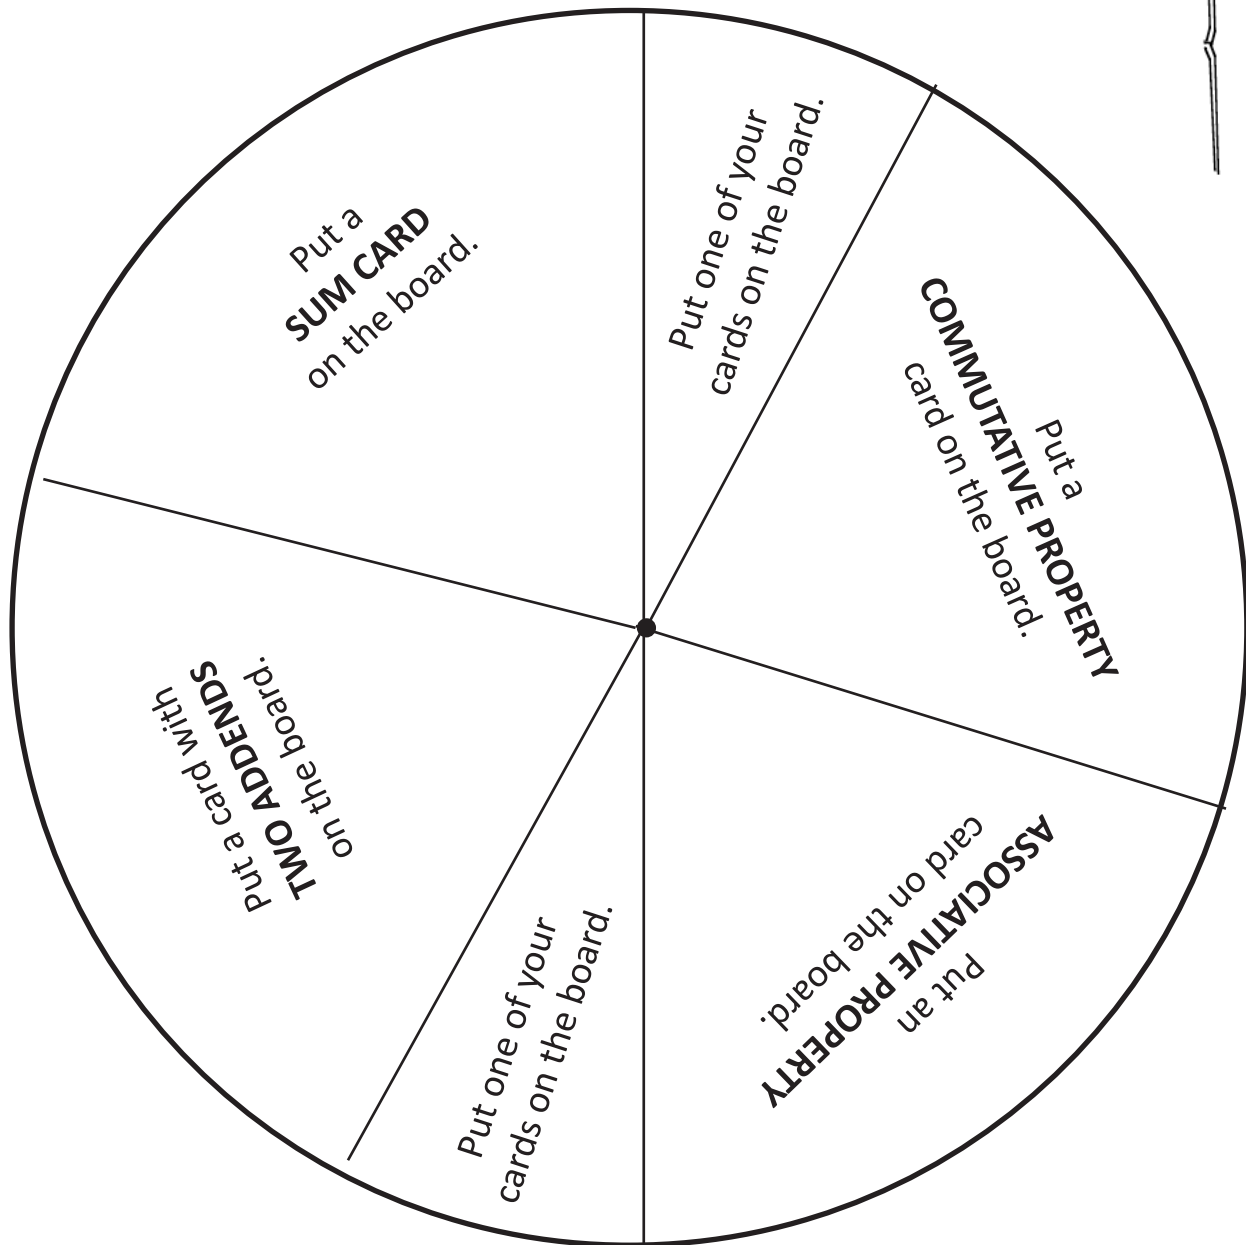 Put a
SUM CARD
on the board.
Put one of your
cards on the board.
Put a
COMMUTATIVE PROPERTY
card on the board.
Put an
ASSOCIATIVE PROPERTY
card on the board.
Put one of your
cards on the board.
Put a card with
TWO ADDENDS
on the board.